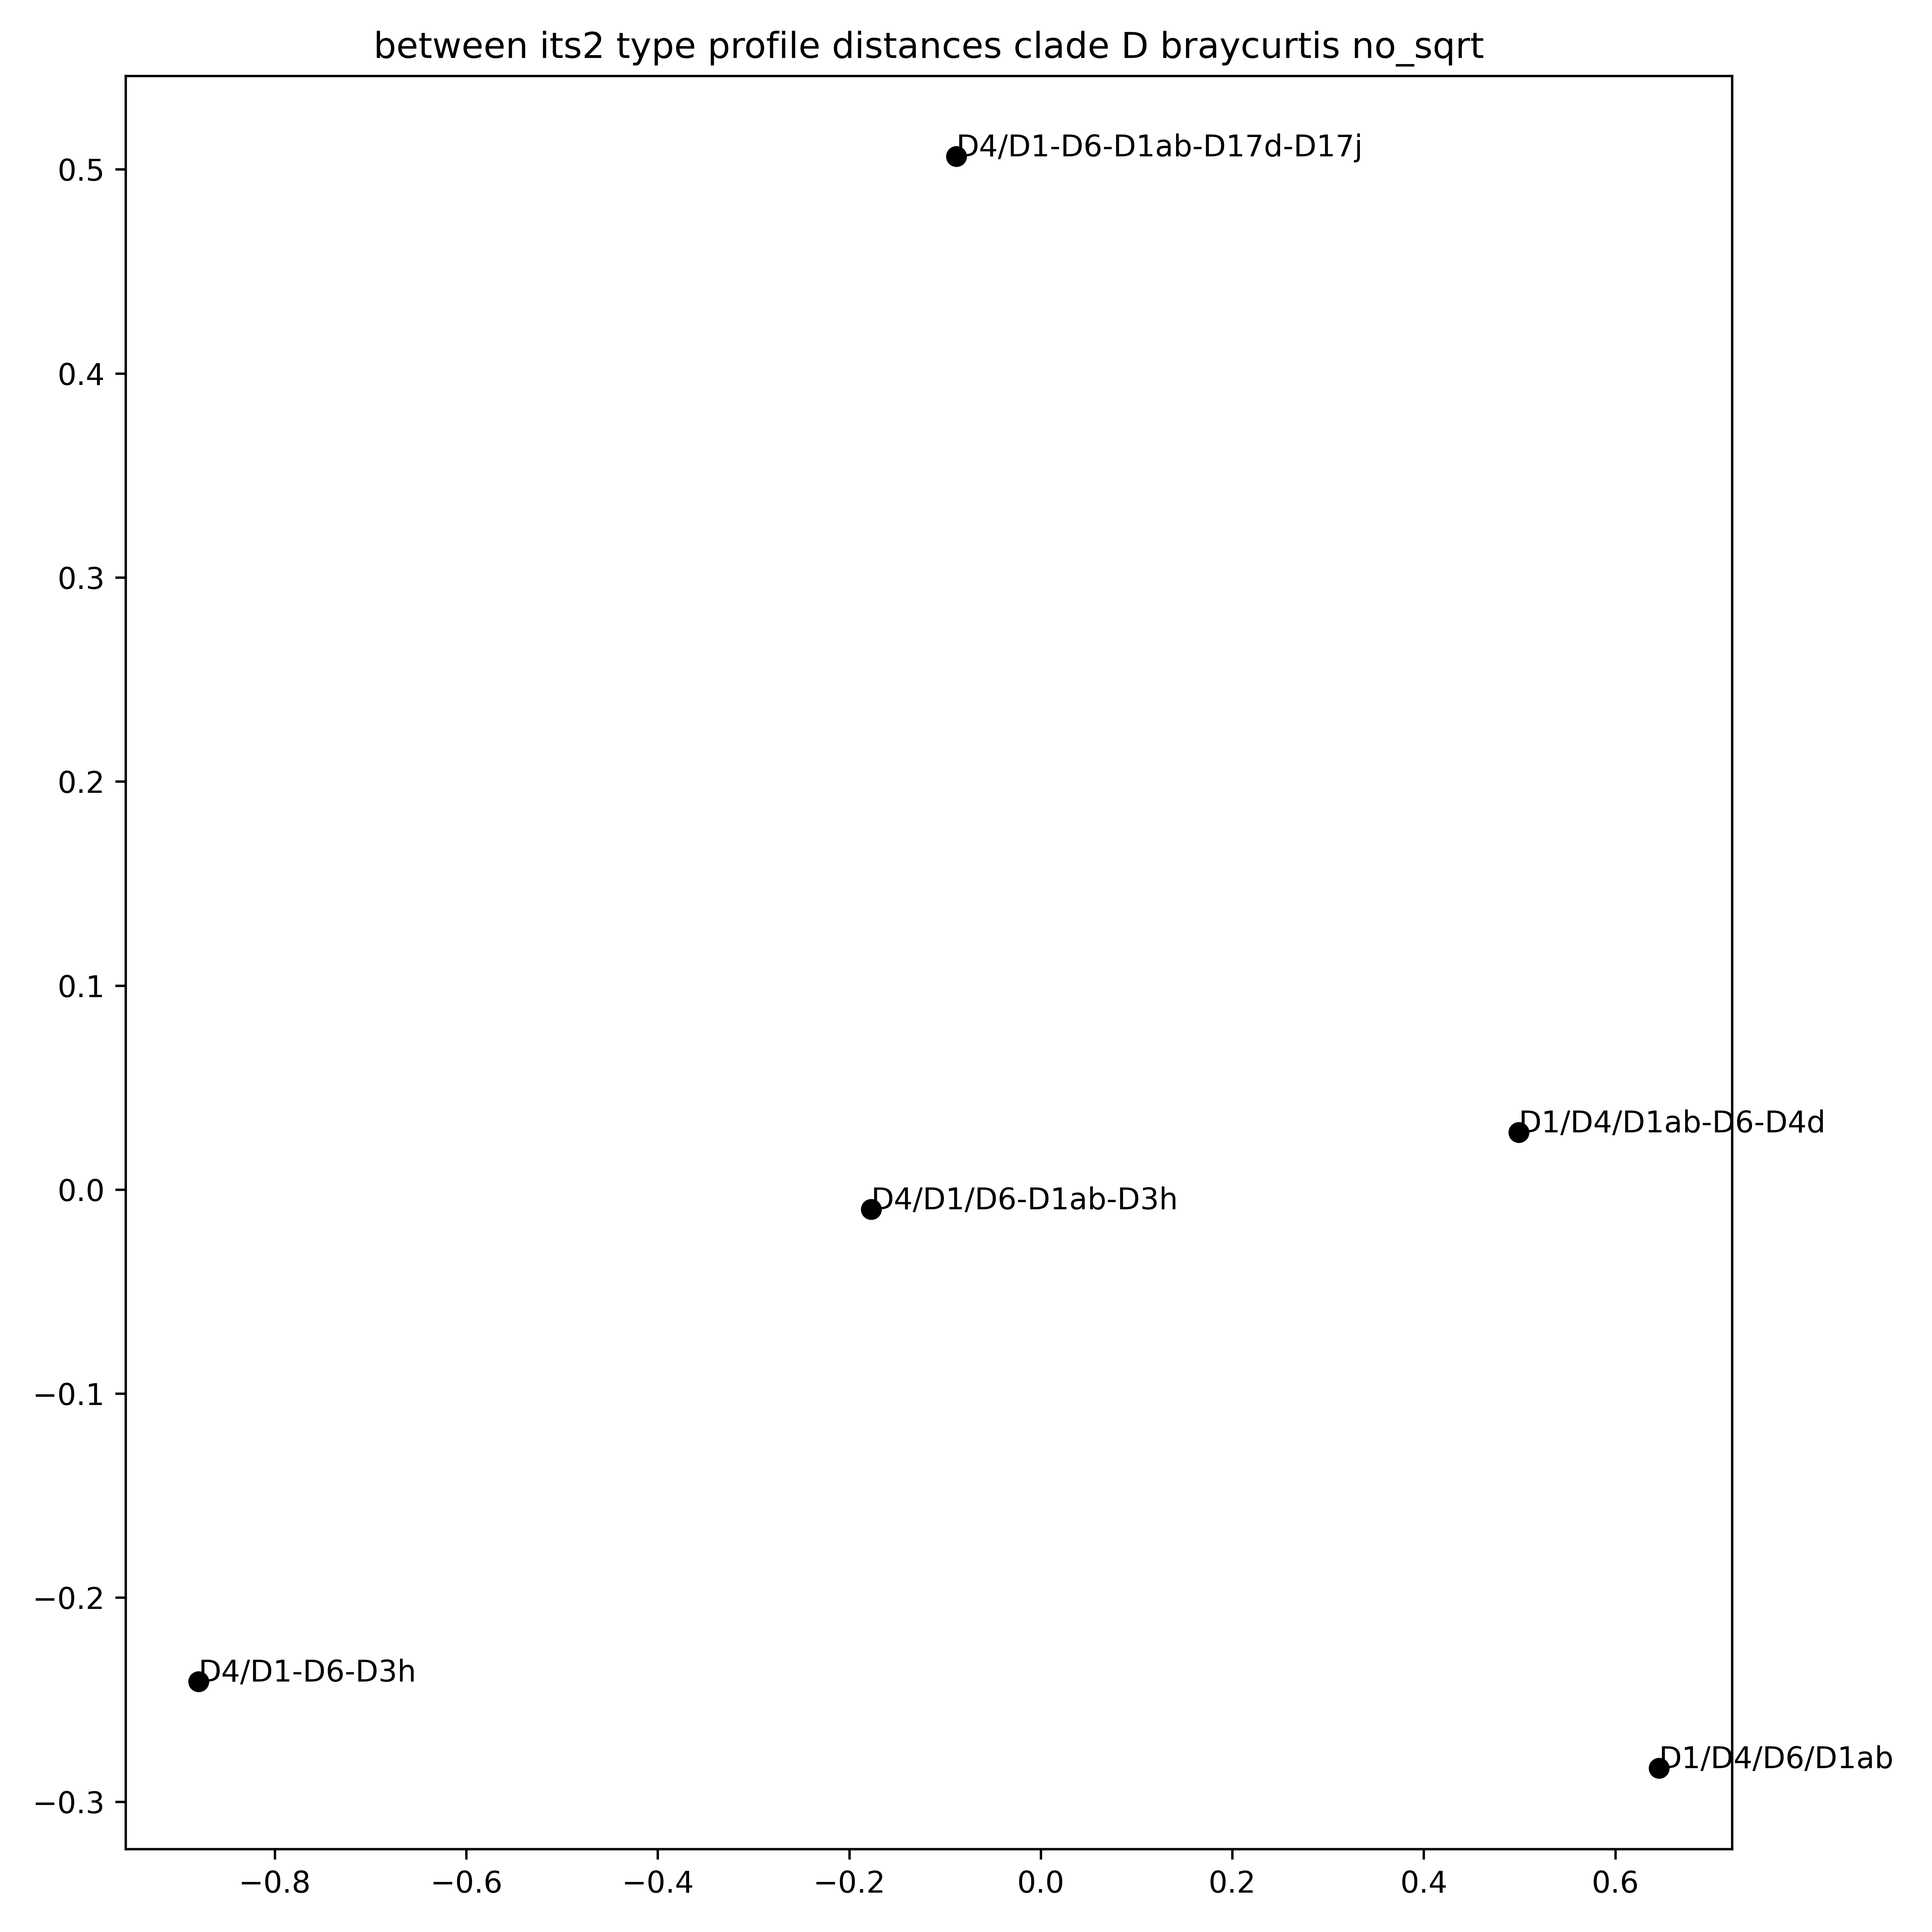 between its2 type profile distances clade D braycurtis no_sqrt
D4/D1-D6-D1ab-D17d-D17j
0.5
0.4
0.3
0.2
0.1
D1/D4/D1ab-D6-D4d
0.0
D4/D1/D6-D1ab-D3h
−0.1
−0.2
D4/D1-D6-D3h
D1/D4/D6/D1ab
−0.3
−0.8 −0.6 −0.4 −0.2 0.0 0.2 0.4 0.6